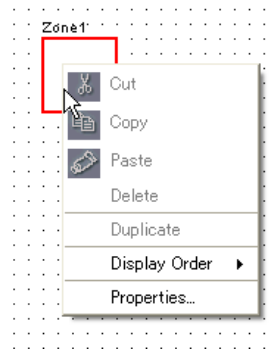 Zone1
Cut
Copy
Paste
Delete
Duplicate
Display Order
Properties...